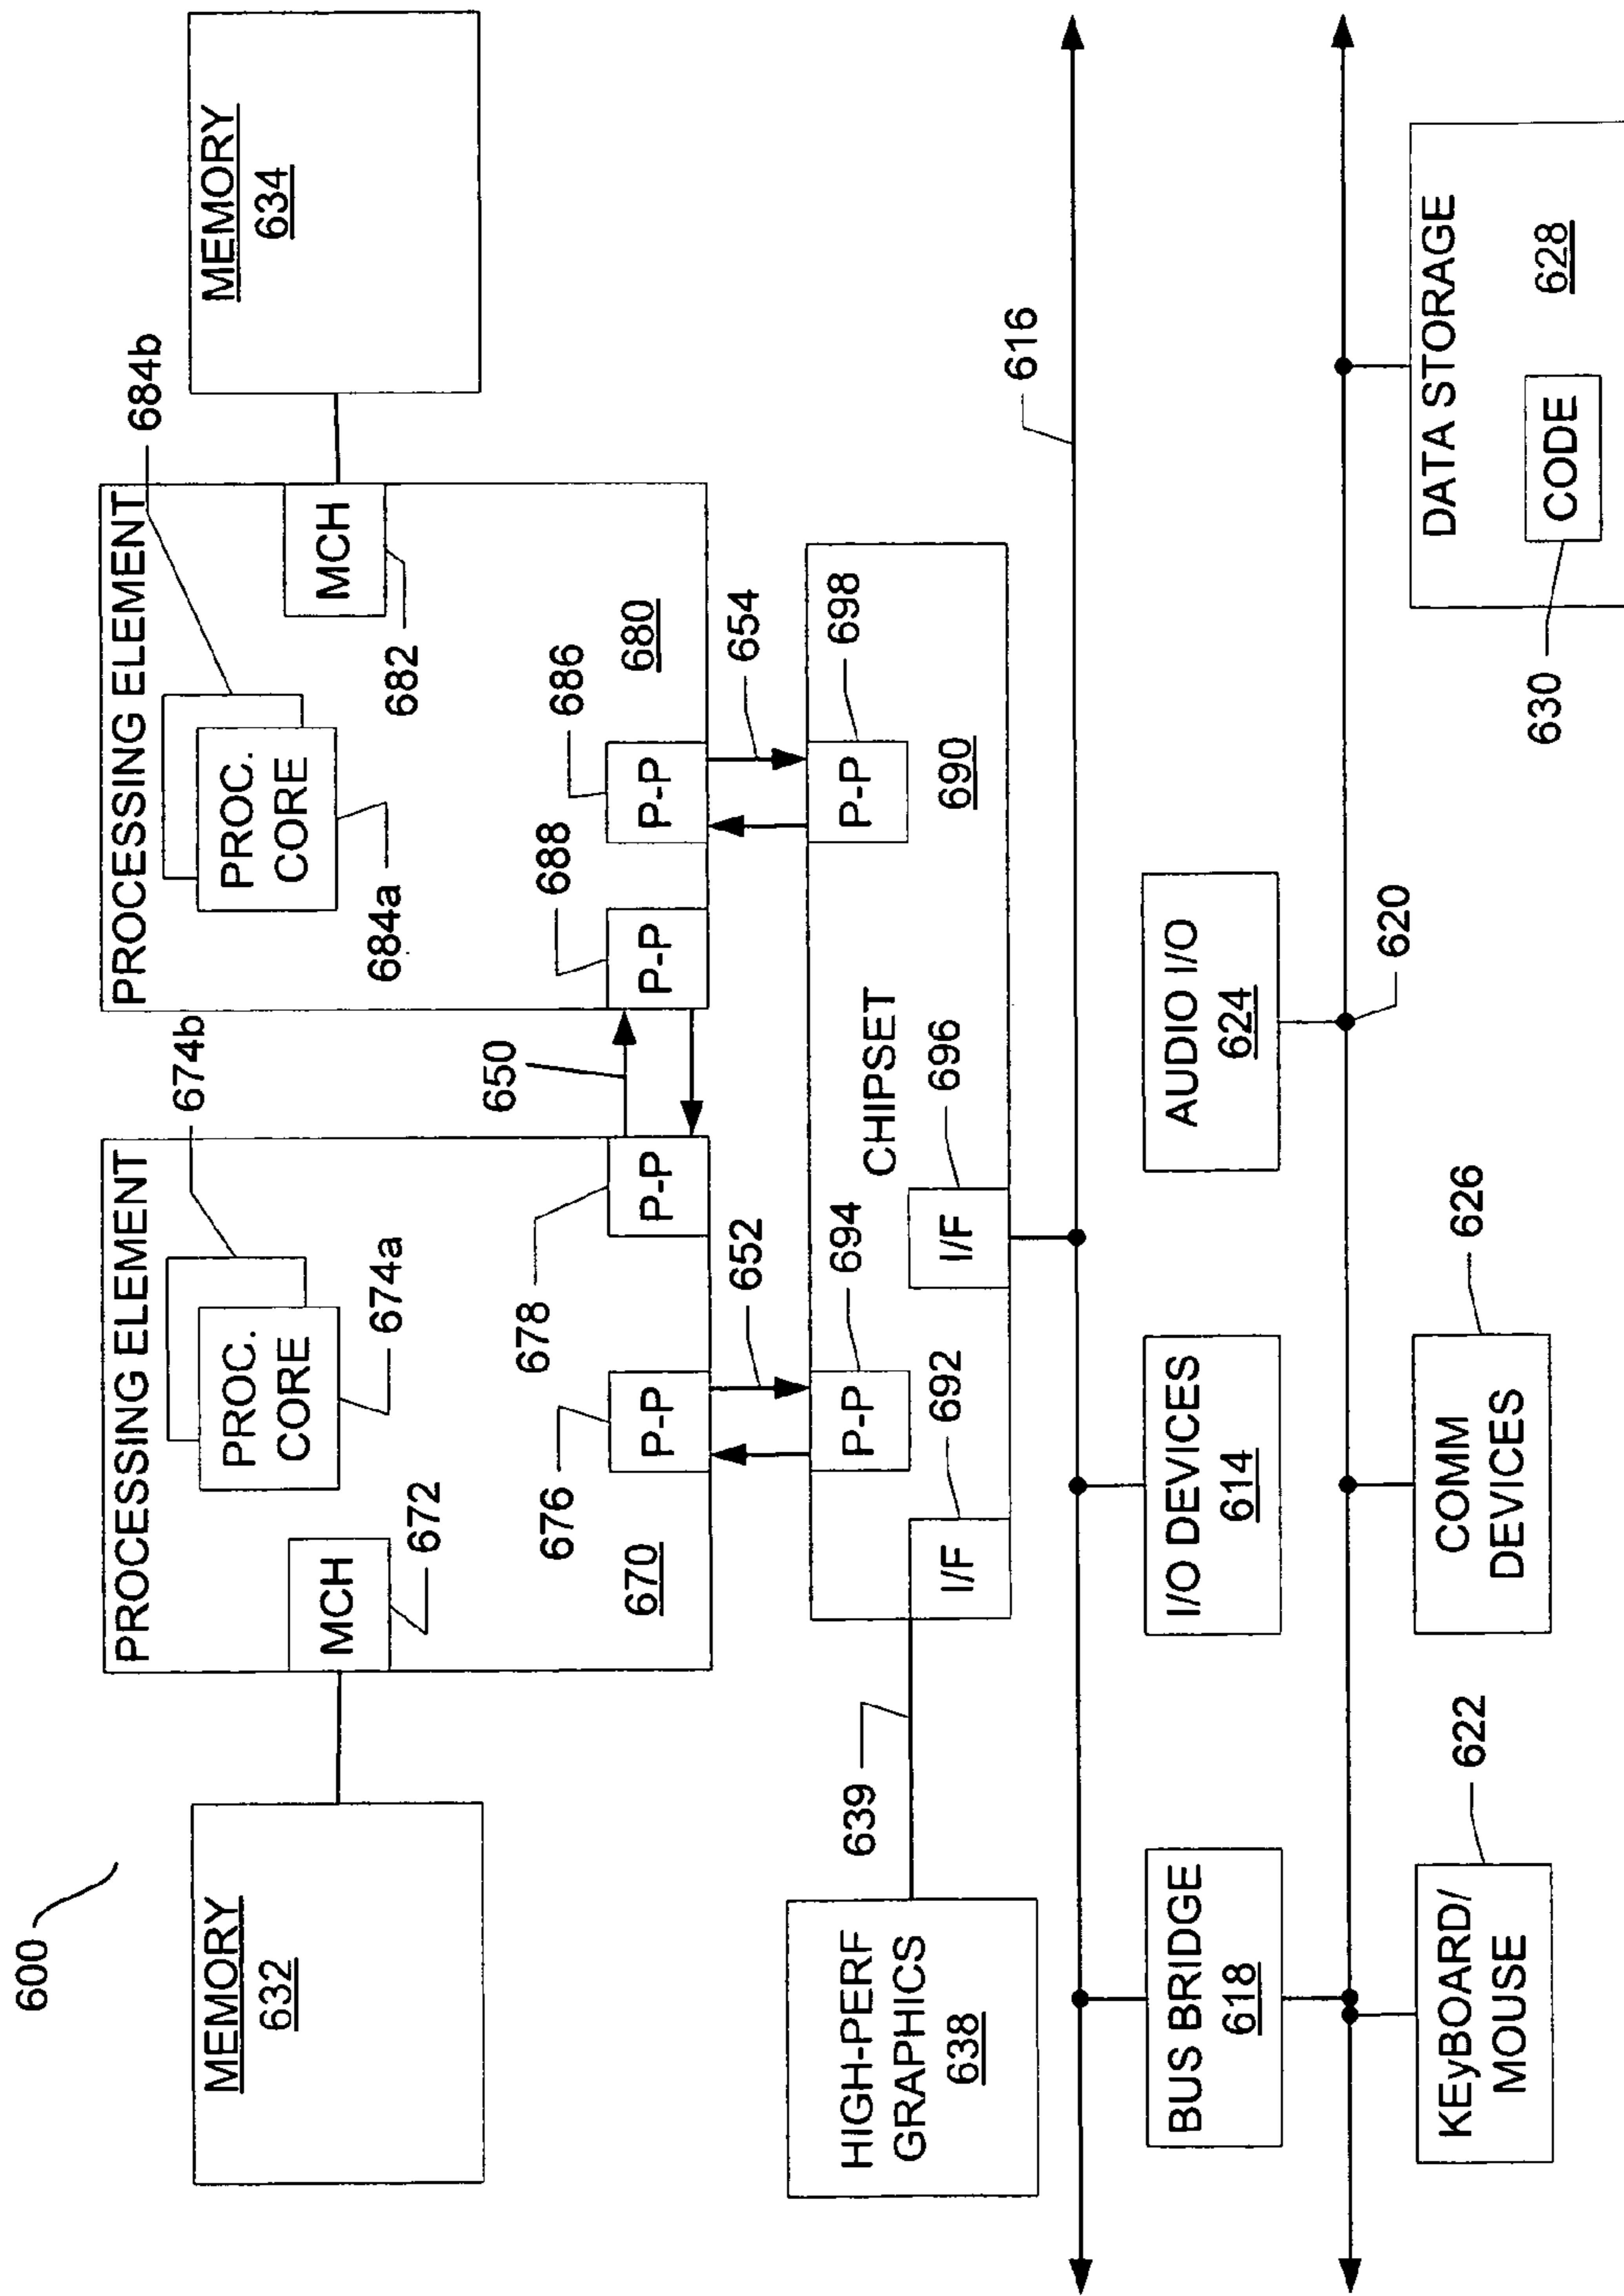 600
MEMORY
632
PROCESSING ELEMENT
674b
PROC.
CORE
674a
MCH
672
670
676
P-P
678
P-P
650
PROCESSING ELEMENT
684b
PROC.
CORE
684a
MCH
682
680
688
P-P
686
P-P
MEMORY
634
652
654
HIGH-PERF
GRAPHICS
638
639
I/F
692
P-P
694
CHIPSET
I/F
696
P-P
698
690
616
BUS BRIDGE
618
I/O DEVICES
614
AUDIO I/O
624
620
KEyBOARD/
MOUSE
622
COMM
DEVICES
626
DATA STORAGE
628
CODE
630